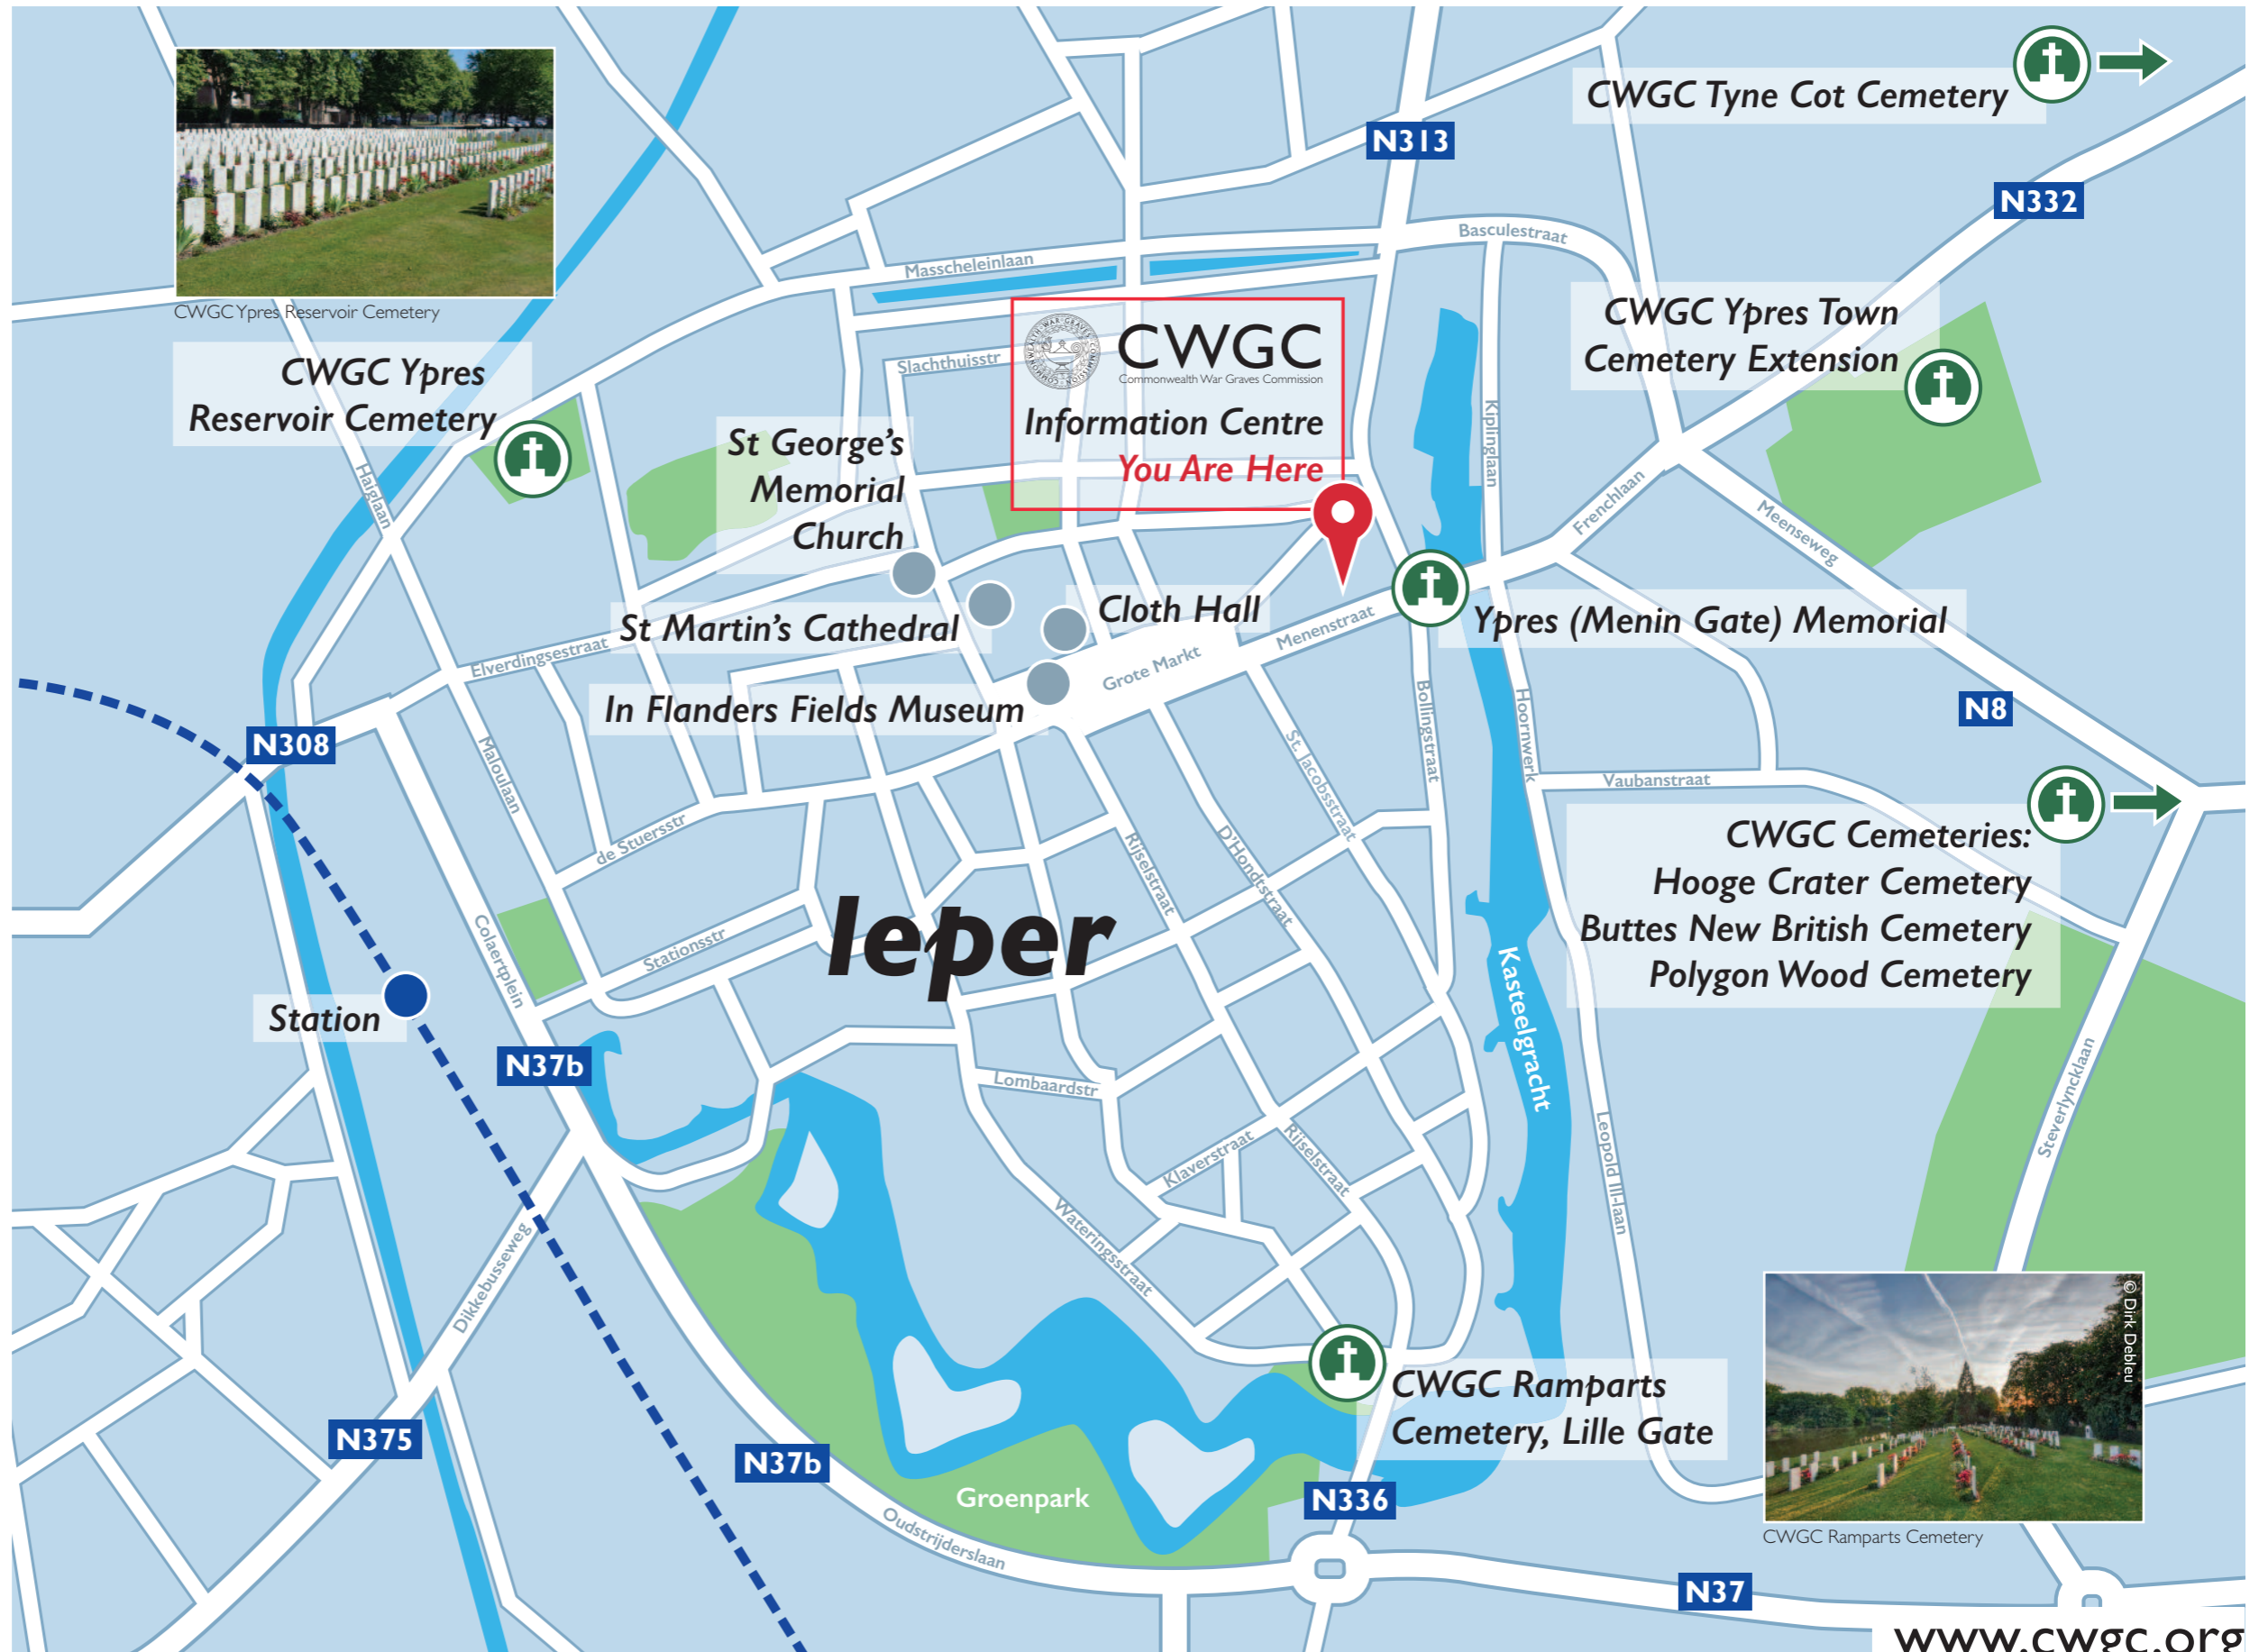 CWGC Tyne Cot Cemetery
N313
N332
Basculestraat
Masscheleinlaan
CWGC Ypres Reservoir Cemetery
CWGC Ypres
Reservoir Cemetery
CWGC
Commonwealth War Graves Commission
Information Centre
You Are Here
COMMONWEALTH · WAR · GRAVES · COMMISSION
Slachthuisstr
CWGC Ypres Town
Cemetery Extension
St George's
Memorial
Church
Haiglaan
Kiplinglaan
Frenchlaan
Meenseweg
St Martin's Cathedral
Cloth Hall
Menenstraat
Ypres (Menin Gate) Memorial
Elverdingsestraat
Grote Markt
In Flanders Fields Museum
N308
Maloulaan
Bollingstraat
Hoornwerk
St. Jacobsstraat
N8
Vaubanstraat
de Stuersstr
Rijselstraat
D'Hondtstraat
CWGC Cemeteries:
Hooge Crater Cemetery
Buttes New British Cemetery
Polygon Wood Cemetery
Ieper
Colaertplein
Stationsstr
Station
Kasteelgracht
N37b
Lombaardstr
Steverlyncklaan
Leopold III-laan
Klaverstraat
Rijselstraat
Wateringsstraat
Dikkebusseweg
© Dirk Debleu
CWGC Ramparts
Cemetery, Lille Gate
N375
N37b
Groenpark
N336
Oudstrijderslaan
CWGC Ramparts Cemetery
N37
www.cwgc.org